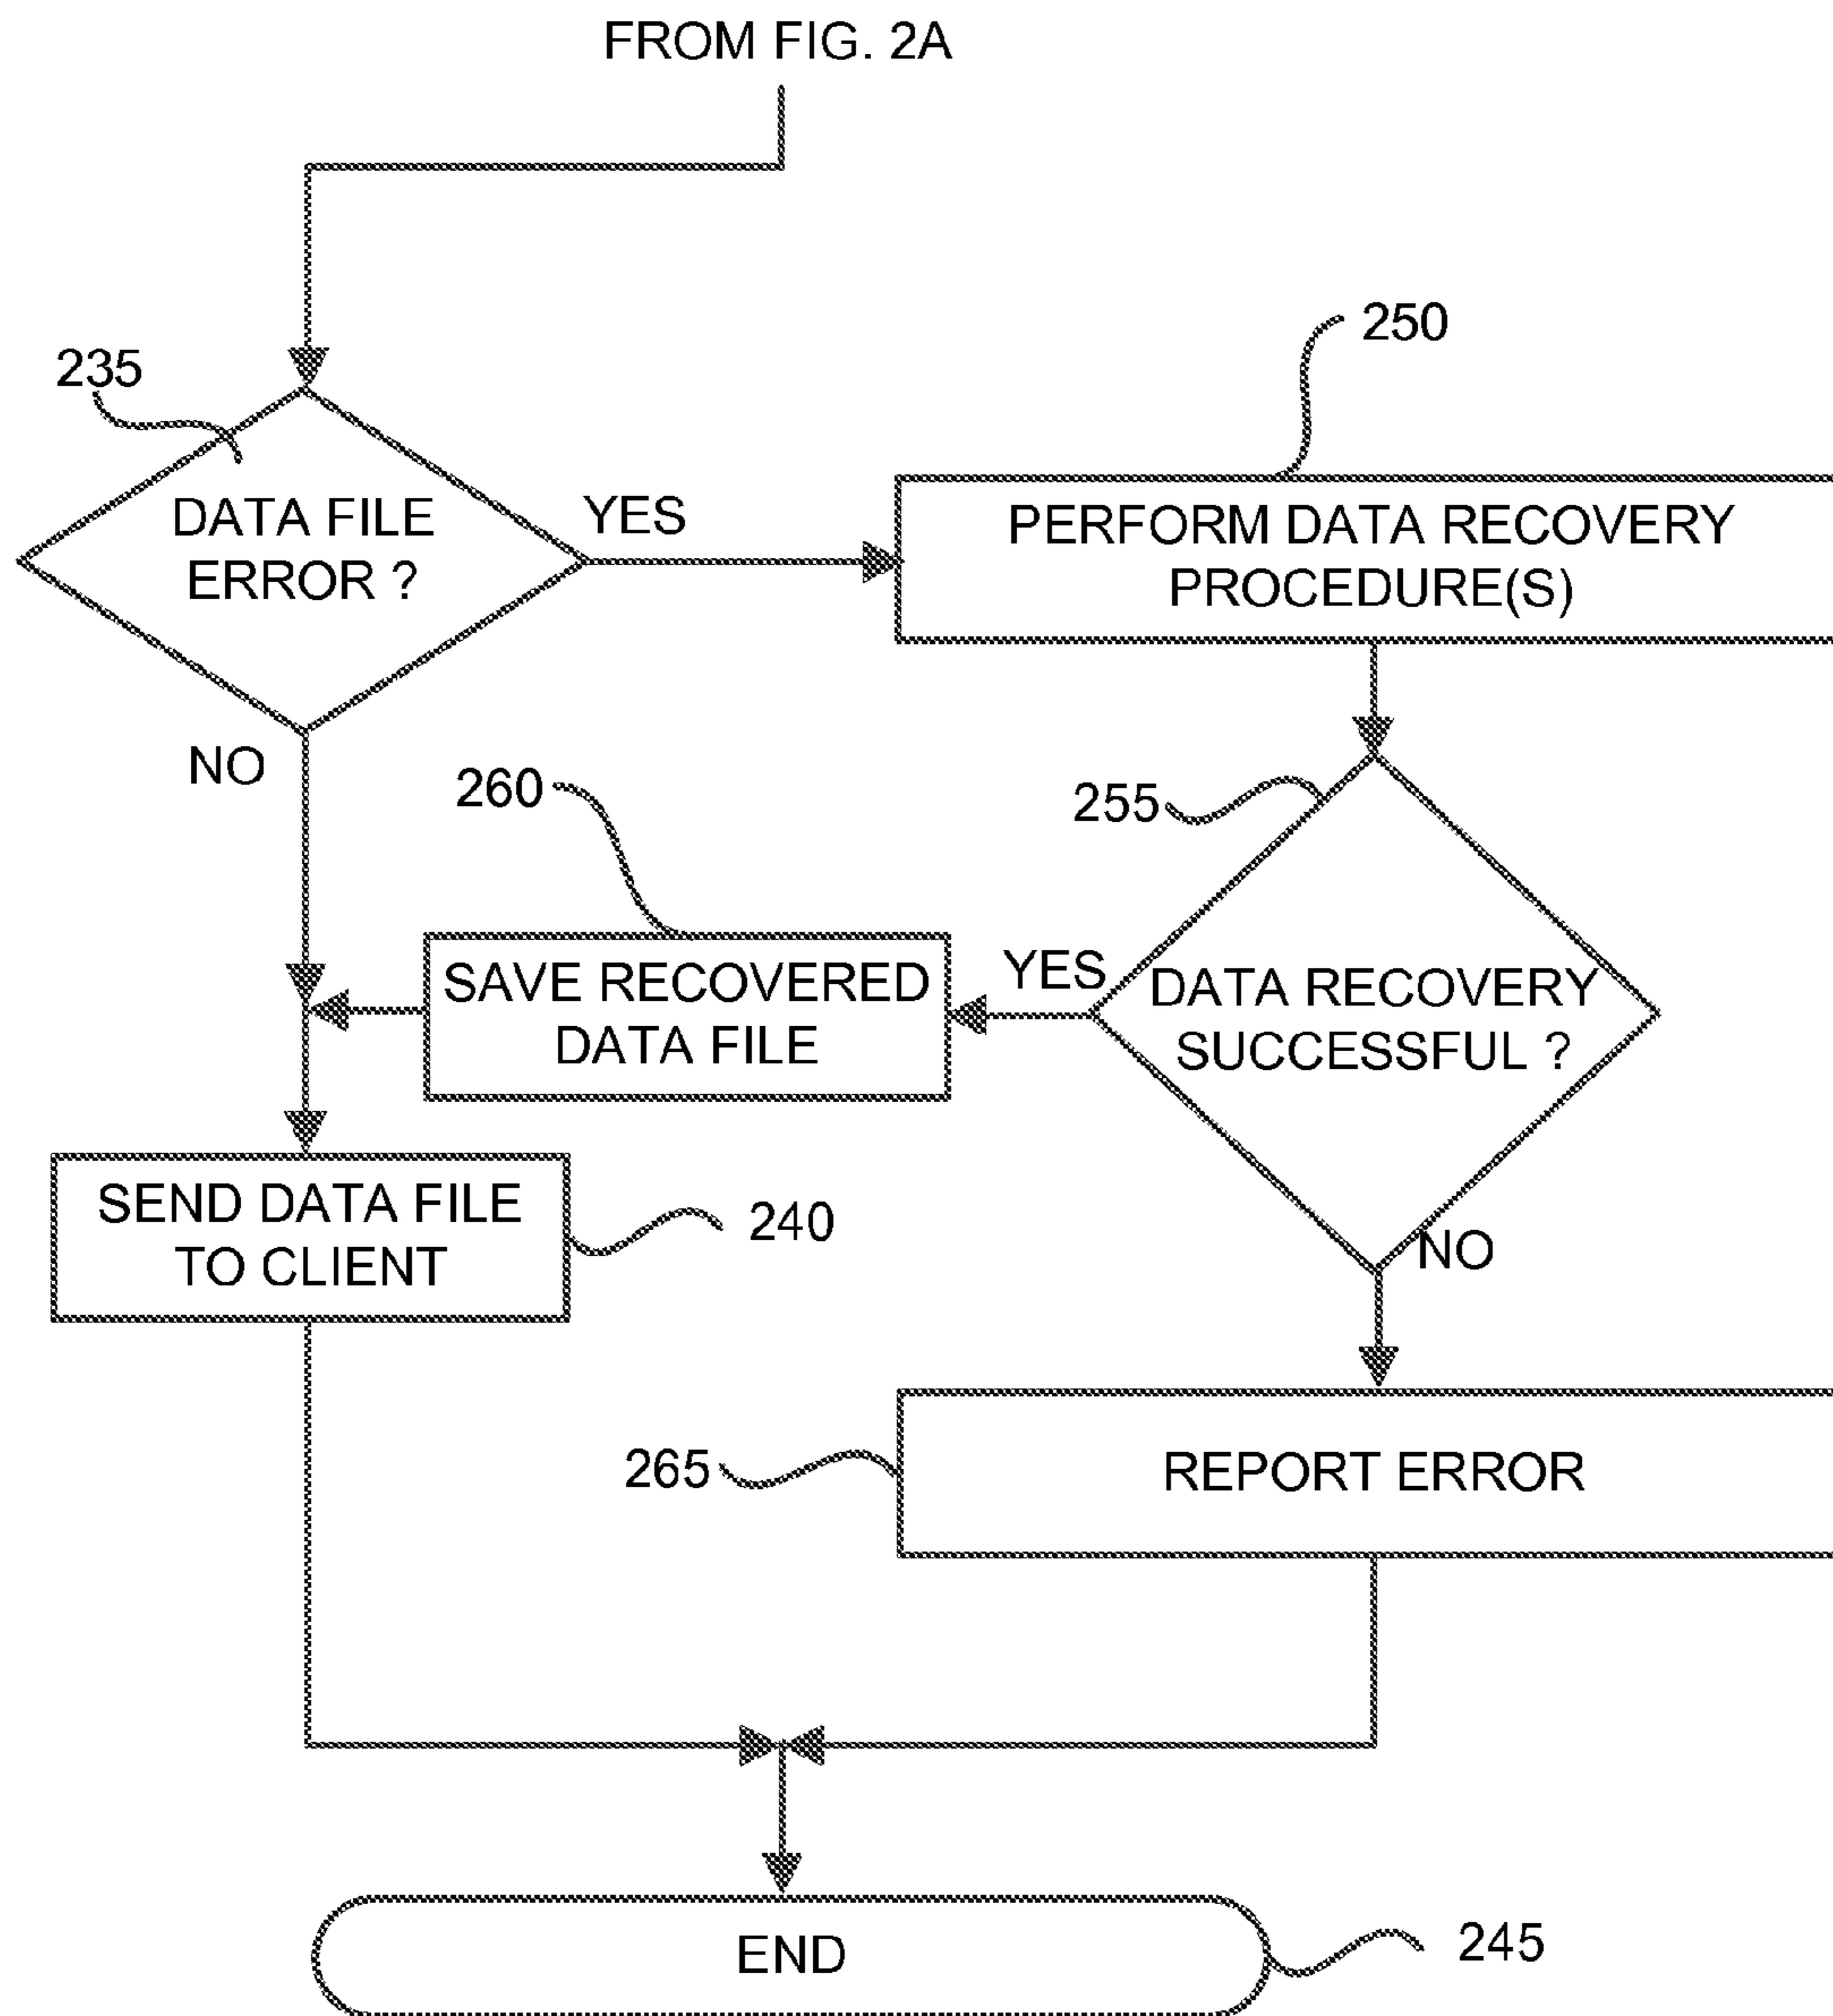 FROM FIG. 2A
235
250
DATA FILE
ERROR ?
YES
PERFORM DATA RECOVERY
PROCEDURE(S)
NO
260
255
SAVE RECOVERED
DATA FILE
YES
DATA RECOVERY
SUCCESSFUL ?
SEND DATA FILE
TO CLIENT
240
NO
265
REPORT ERROR
END
245